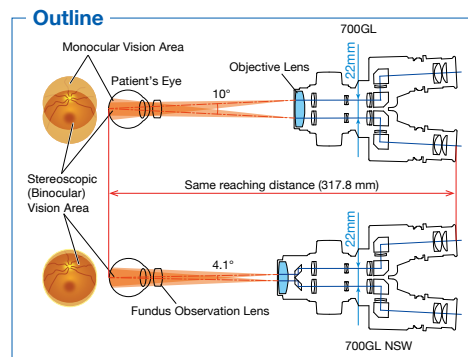 Outline
700GL
Monocular Vision Area
Patient's Eye
Objective Lens
22mm
10°
Stereoscopic
(Binocular)
Vision Area
Same reaching distance (317.8 mm)
22mm
4.1°
Fundus Observation Lens
700GL NSW